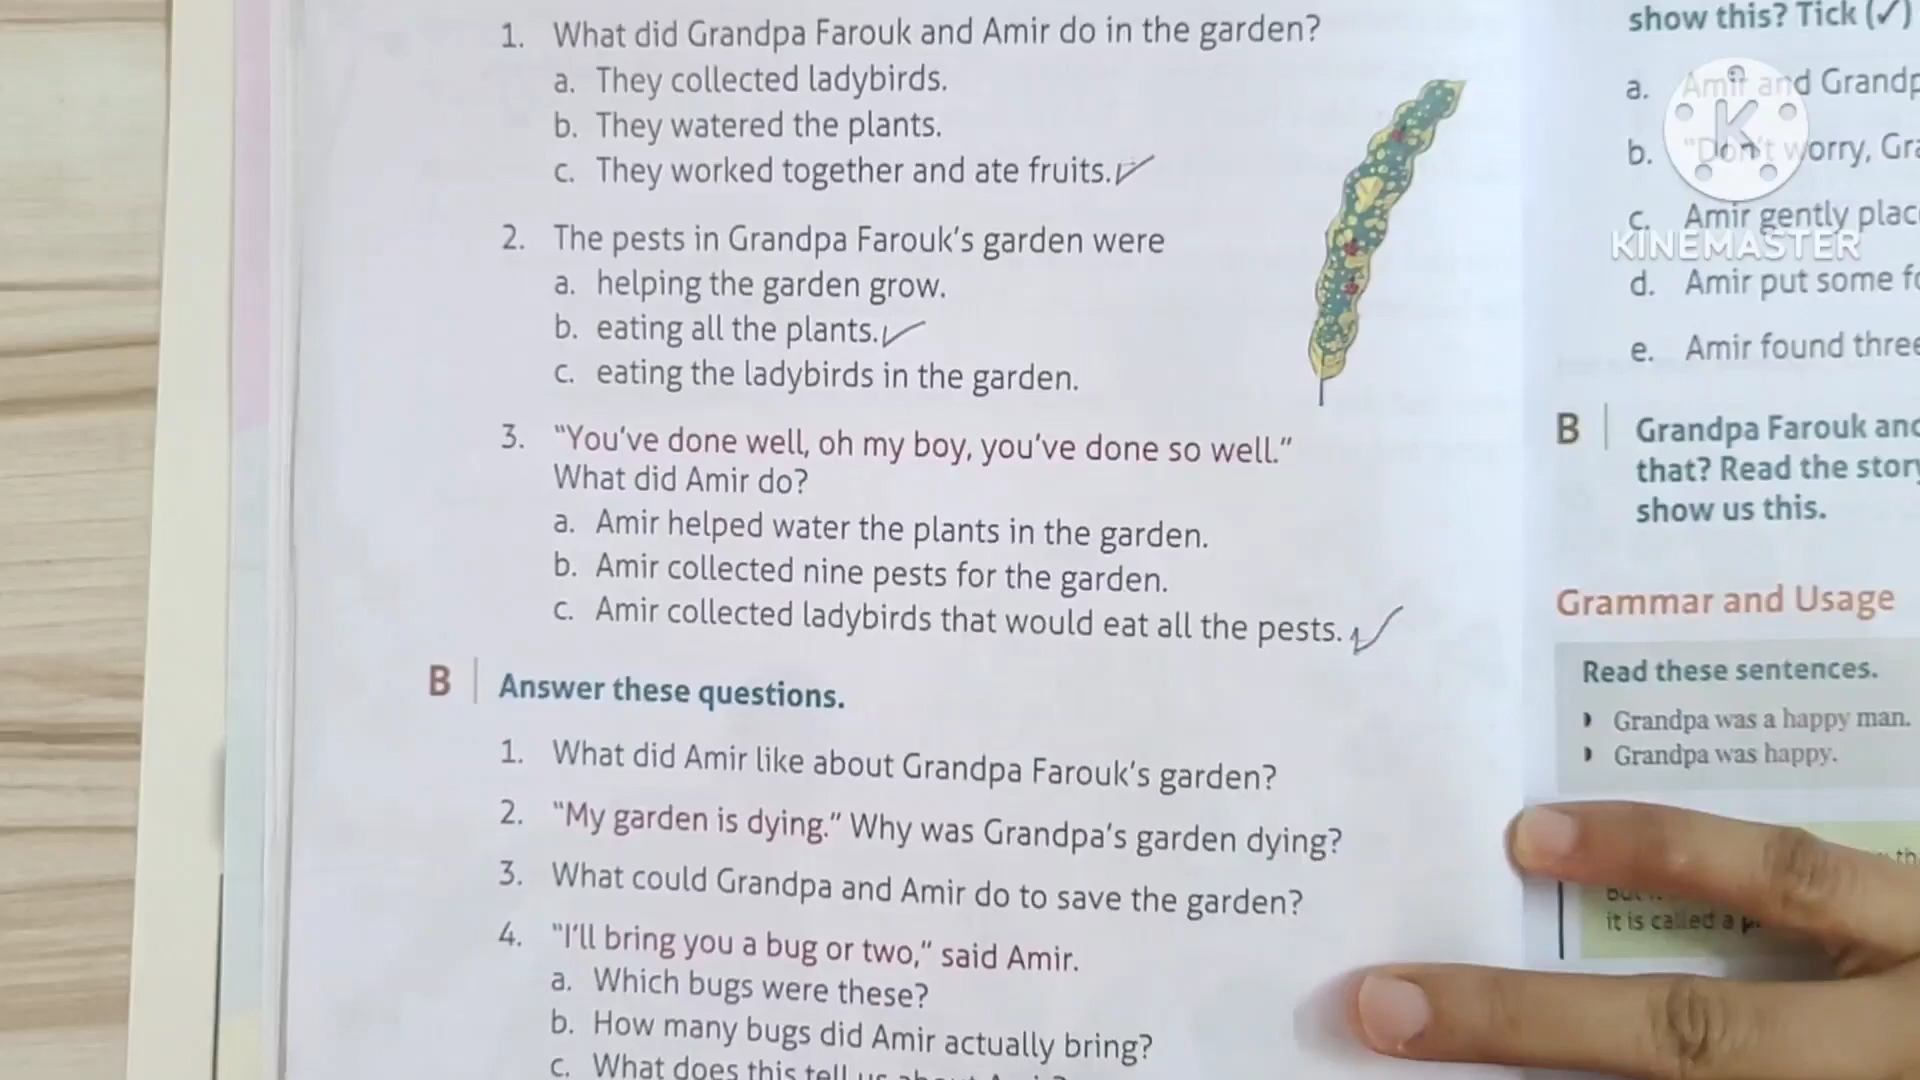 1. What did Grandpa Farouk and Amir do in the garden?
a. They collected ladybirds.
b. They watered the plants.
c. They worked together and ate fruits.
2. The pests in Grandpa Farouk's garden were
a. helping the garden grow.
b. eating all the plants.
c. eating the ladybirds in the garden.
3. "You've done well, oh my boy, you've done so well."
What did Amir do?
a. Amir helped water the plants in the garden.
b. Amir collected nine pests for the garden.
c. Amir collected ladybirds that would eat all the pests.
B Answer these questions.
1. What did Amir like about Grandpa Farouk's garden?
2. "My garden is dying." Why was Grandpa's garden dying?
3. What could Grandpa and Amir do to save the garden?
4. "I'll bring you a bug or two," said Amir.
a. Which bugs were these?
b. How many bugs did Amir actually bring?
c. What does this tell us about
show this? Tick (✓)
a. Amir and
b. "Don't worry,
c. Amir gently
d. Amir put some
e. Amir found
K
KINEMASTER
B Grandpa Farouk
that? Read the
show us this.
Grammar and Usage
Read these sentences.
Grandpa was a happy man.
Grandpa was happy.
it is called a